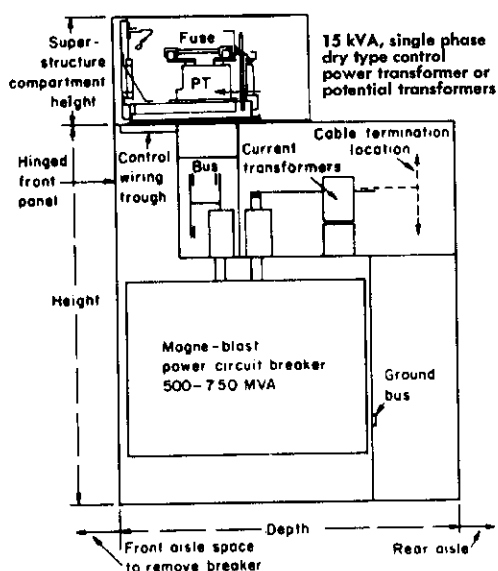 Super-
structure
compartment
height
Fuse
PT
15 kVA, single phase
dry type control
power transformer or
potential transformers
Hinged
front
panel
Control
wiring
trough
Bus
Current
transformers
Cable termination
location
Height
Magne-blast
power circuit breaker
500-750 MVA
Ground
bus
Depth
Front aisle space
to remove breaker
Rear aisle